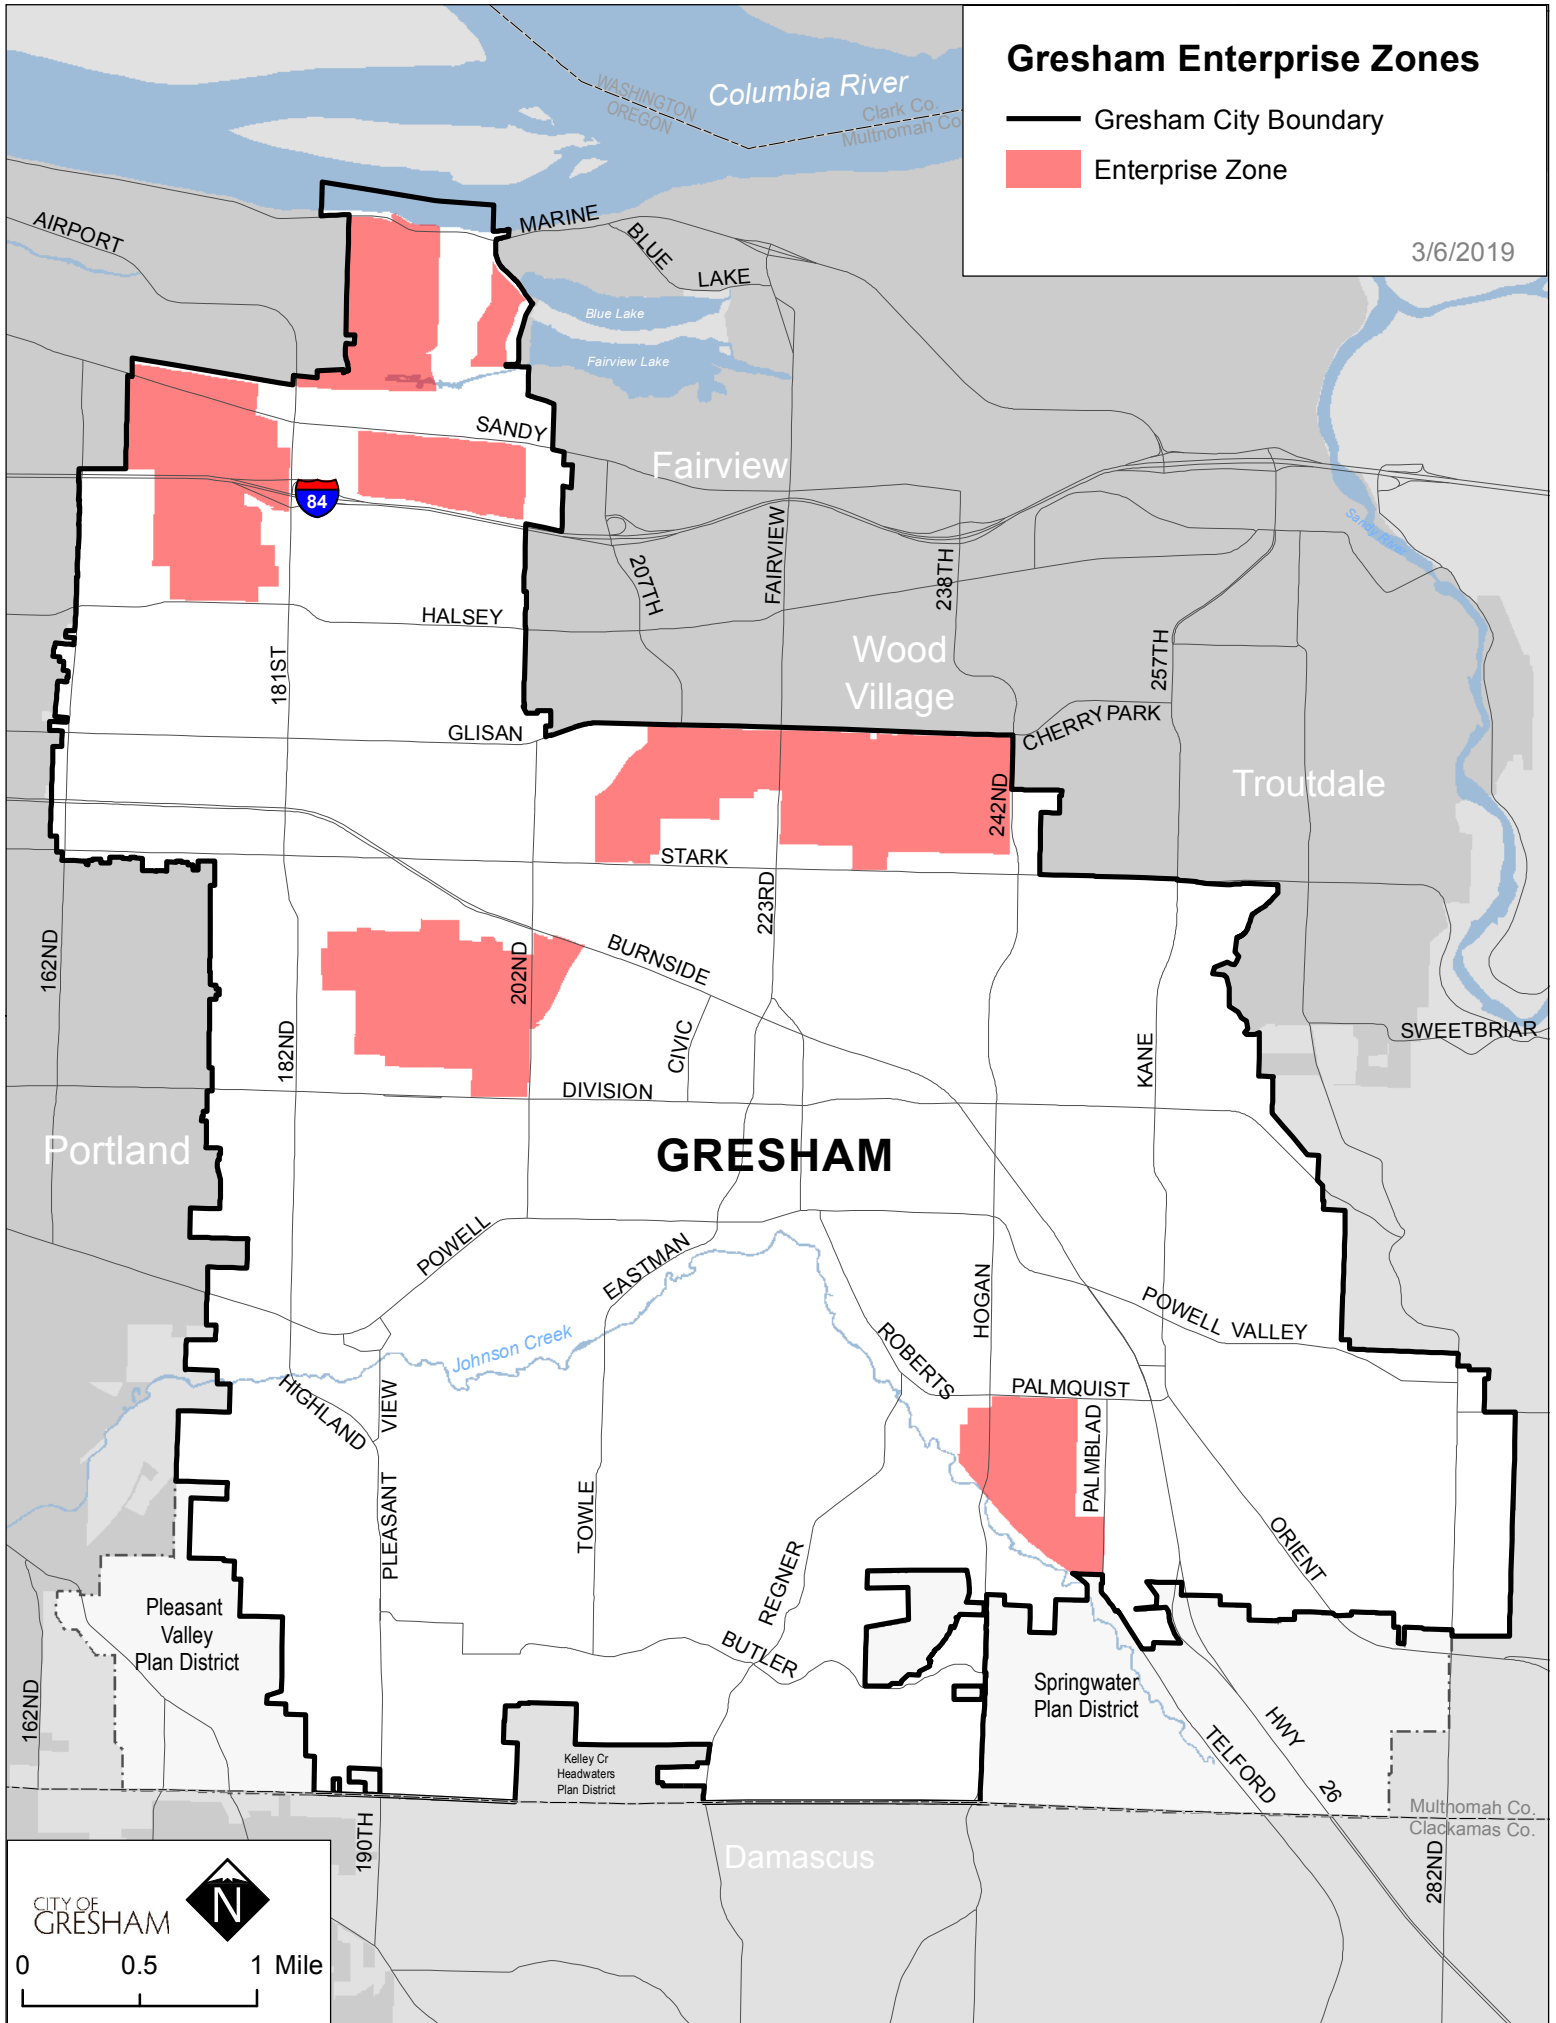 Gresham Enterprise Zones
Gresham City Boundary
Enterprise Zone
3/6/2019
Columbia River
WASHINGTON
OREGON
Clark Co.
Multnomah Co.
AIRPORT
MARINE
BLUE
LAKE
Blue Lake
Fairview Lake
SANDY
Fairview
84
Sandy River
207TH
FAIRVIEW
238TH
HALSEY
Wood
Village
181ST
257TH
GLISAN
CHERRY PARK
Troutdale
242ND
STARK
223RD
162ND
202ND
BURNSIDE
182ND
CIVIC
KANE
SWEETBRIAR
DIVISION
Portland
GRESHAM
POWELL
EASTMAN
HOGAN
POWELL VALLEY
Johnson Creek
ROBERTS
HIGHLAND
VIEW
PALMQUIST
PALMBLAD
PLEASANT
TOWLE
ORIENT
REGNER
Pleasant
Valley
Plan District
BUTLER
Springwater
Plan District
162ND
HWY
26
TELFORD
Kelley Cr
Headwaters
Plan District
Multnomah Co.
Clackamas Co.
190TH
Damascus
282ND
CITY OF
GRESHAM
N
0 0.5 1 Mile